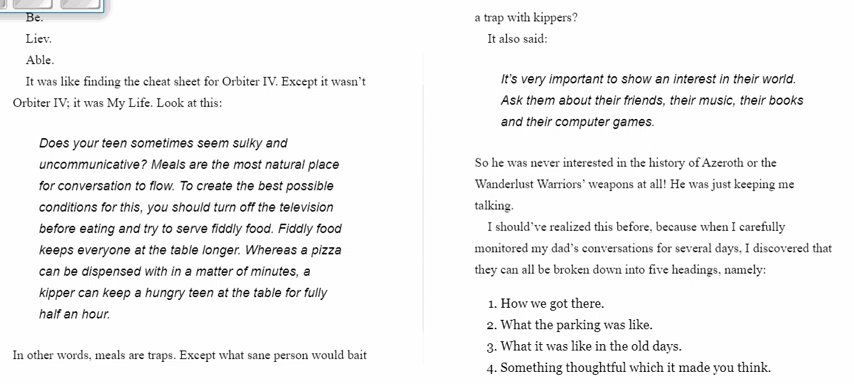 Be.
Liev.
Able.
It was like finding the cheat sheet for Orbiter IV. Except it wasn't
Orbiter IV; it was My Life. Look at this:
Does your teen sometimes seem sulky and
uncommunicative? Meals are the most natural place
for conversation to flow. To create the best possible
conditions for this, you should turn off the television
before eating and try to serve fiddly food. Fiddly food
keeps everyone at the table longer. Whereas a pizza
can be dispensed with in a matter of minutes, a
kipper can keep a hungry teen at the table for fully
half an hour.
In other words, meals are traps. Except what sane person would bait
a trap with kippers?
It also said:
It's very important to show an interest in their world.
Ask them about their friends, their music, their books
and their computer games.
So he was never interested in the history of Azeroth or the
Wanderlust Warriors' weapons at all! He was just keeping me
talking.
I should've realized this before, because when I carefully
monitored my dad's conversations for several days, I discovered that
they can all be broken down into five headings, namely:
1. How we got there.
2. What the parking was like.
3. What it was like in the old days.
4. Something thoughtful which it made you think.